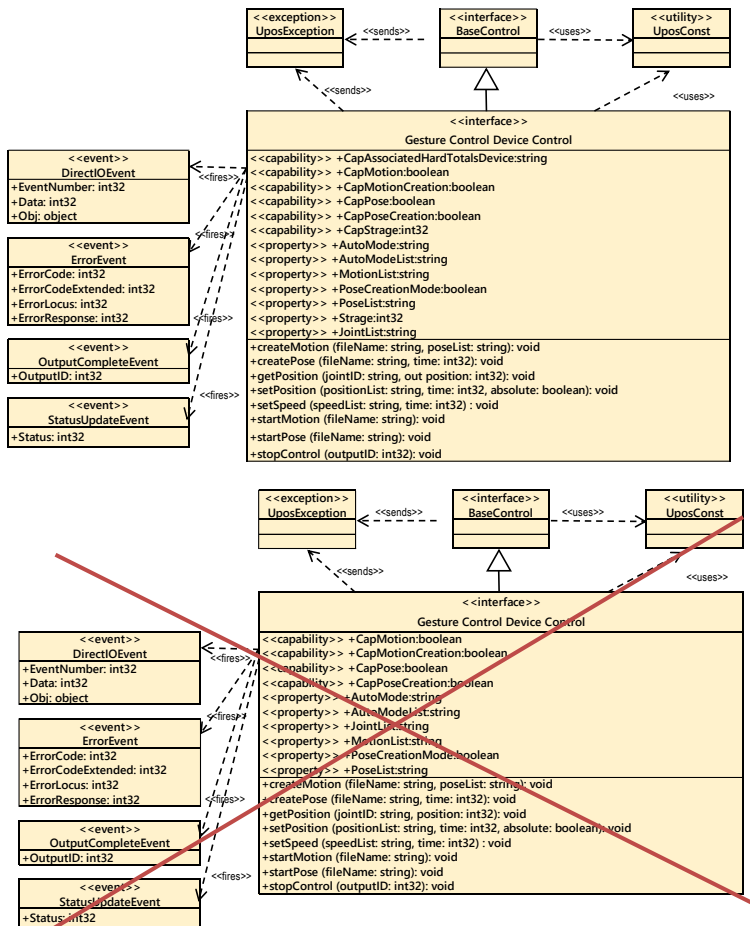 <<exception>>
UposException
<<sends>>
<<interface>>
BaseControl
<<uses>>
<<utility>>
UposConst
<<sends>>
<<uses>>
<<interface>>
Gesture Control Device Control
<<capability>> +CapAssociatedHardTotalsDevice:string
<<capability>> +CapMotion:boolean
<<capability>> +CapMotionCreation:boolean
<<capability>> +CapPose:boolean
<<capability>> +CapPoseCreation:boolean
<<capability>> +CapStrage:int32
<<property>> +AutoMode:string
<<property>> +AutoModeList:string
<<property>> +MotionList:string
<<property>> +PoseCreationMode:boolean
<<property>> +PoseList:string
<<property>> +Strage:int32
<<property>> +JointList:string
+createMotion (fileName: string, poseList: string): void
+createPose (fileName: string, time: int32): void
+getPosition (jointID: string, out position: int32): void
+setPosition (positionList: string, time: int32, absolute: boolean): void
+setSpeed (speedList: string, time: int32) : void
+startMotion (fileName: string): void
+startPose (fileName: string): void
+stopControl (outputID: int32): void
<<event>>
DirectIOEvent
+EventNumber: int32
+Data: int32
+Obj: object
<<fires>>
<<event>>
ErrorEvent
+ErrorCode: int32
+ErrorCodeExtended: int32
+ErrorLocus: int32
+ErrorResponse: int32
<<fires>>
<<event>>
OutputCompleteEvent
+OutputID: int32
<<fires>>
<<event>>
StatusUpdateEvent
+Status: int32
<<fires>>
<<exception>>
UposException
<<sends>>
<<interface>>
BaseControl
<<uses>>
<<utility>>
UposConst
<<sends>>
<<uses>>
<<interface>>
Gesture Control Device Control
<<capability>> +CapMotion:boolean
<<capability>> +CapMotionCreation:boolean
<<capability>> +CapPose:boolean
<<capability>> +CapPoseCreation:boolean
<<property>> +AutoMode:string
<<property>> +AutoModeList:string
<<property>> +JointList:string
<<property>> +MotionList:string
<<property>> +PoseCreationMode:boolean
<<property>> +PoseList:string
+createMotion (fileName: string, poseList: string): void
+createPose (fileName: string, time: int32): void
+getPosition (jointID: string, position: int32): void
+setPosition (positionList: string, time: int32, absolute: boolean): void
+setSpeed (speedList: string, time: int32) : void
+startMotion (fileName: string): void
+startPose (fileName: string): void
+stopControl (outputID: int32): void
<<event>>
DirectIOEvent
+EventNumber: int32
+Data: int32
+Obj: object
<<fires>>
<<event>>
ErrorEvent
+ErrorCode: int32
+ErrorCodeExtended: int32
+ErrorLocus: int32
+ErrorResponse: int32
<<fires>>
<<event>>
OutputCompleteEvent
+OutputID: int32
<<fires>>
<<event>>
StatusUpdateEvent
+Status: int32
<<fires>>